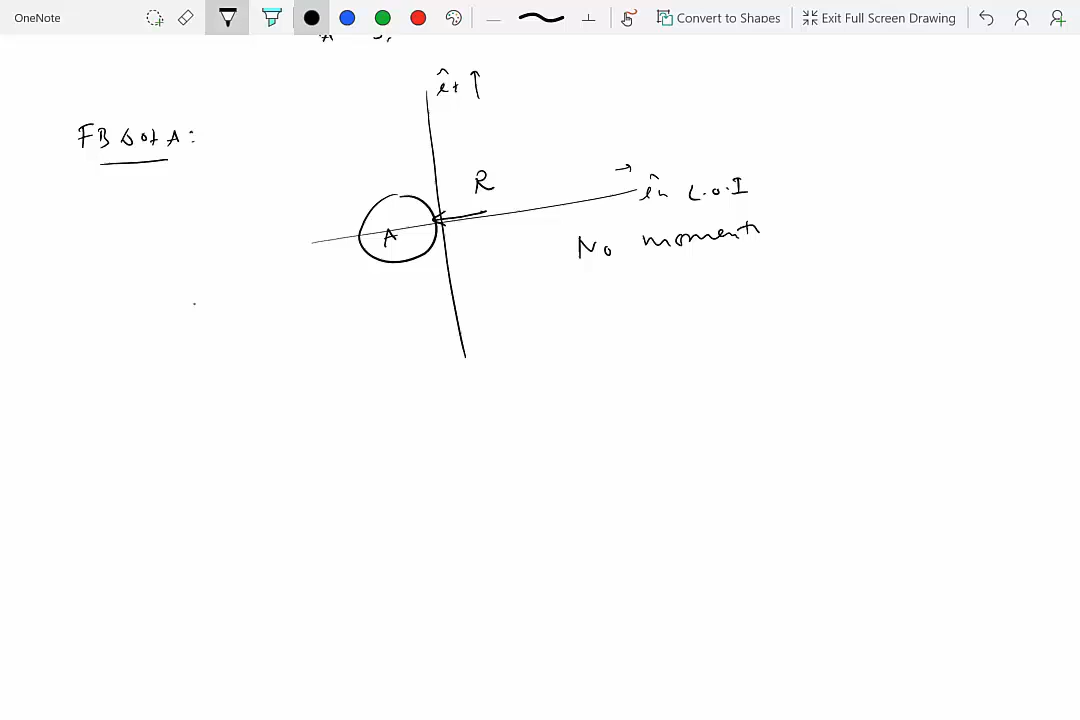 OneNote
Convert to Shapes
Exit Full Screen Drawing
êt ↑
FBD of A:
R
→
ên L.O.I
A
No moment